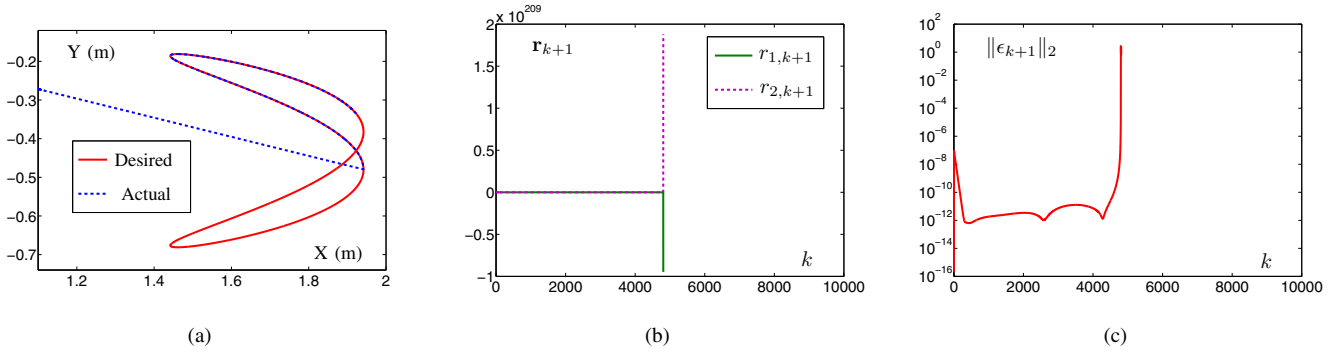 Y (m)
−0.2
−0.3
−0.4
−0.5
−0.6
−0.7
Desired
Actual
X (m)
1.2
1.4
1.6
1.8
2
(a)
x 10^209
2
1.5
1
0.5
0
−0.5
−1
r_{k+1}
r_{1,k+1}
r_{2,k+1}
k
0
2000
4000
6000
8000
10000
(b)
10^2
10^0
10^−2
10^−4
10^−6
10^−8
10^−10
10^−12
10^−14
10^−16
‖ϵ_{k+1}‖_2
k
0
2000
4000
6000
8000
10000
(c)